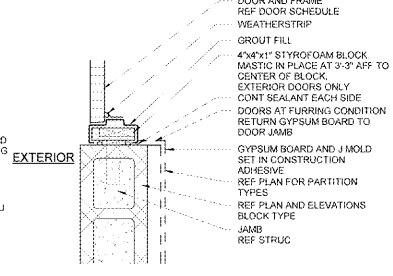 DOOR AND FRAME
REF DOOR SCHEDULE
WEATHERSTRIP
GROUT FILL
4"x4"x1" STYROFOAM BLOCK
MASTIC IN PLACE AT 3'-3" AFF TO
CENTER OF BLOCK,
EXTERIOR DOORS ONLY
CONT SEALANT EACH SIDE
DOORS AT FURRING CONDITION
RETURN GYPSUM BOARD TO
DOOR JAMB
GYPSUM BOARD AND J MOLD
SET IN CONSTRUCTION
ADHESIVE
REF PLAN FOR PARTITION
TYPES
REF PLAN AND ELEVATIONS
BLOCK TYPE
JAMB
REF STRUC
EXTERIOR
D
G
U